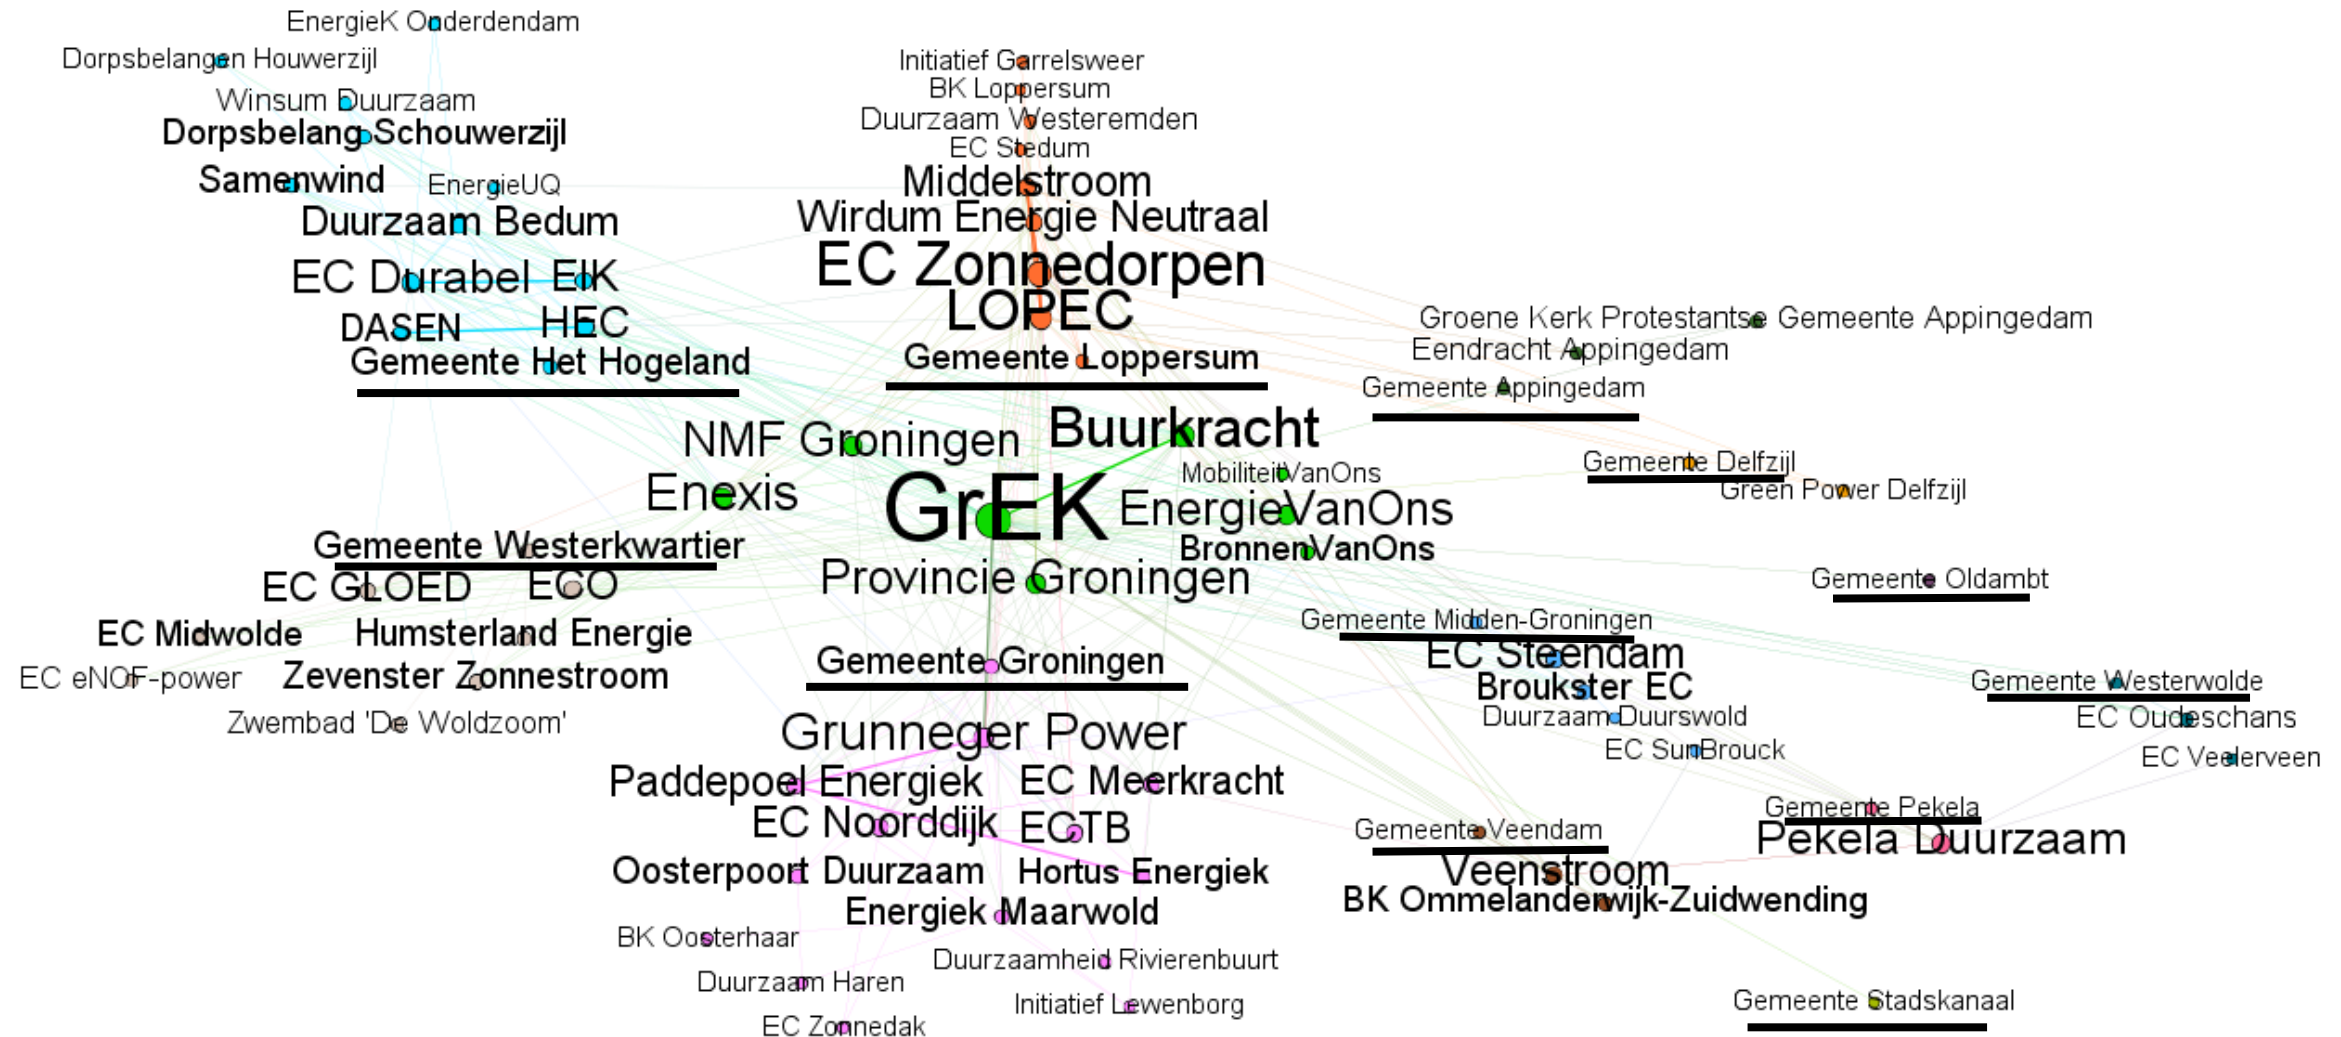 EnergieK Onderdendam
Dorpsbelangen Houwerzijl
Winsum Duurzaam
Dorpsbelang Schouwerzijl
Samenwind
EnergieUQ
Duurzaam Bedum
EC Durabel
EIK
DASEN
HEC
Gemeente Het Hogeland
Initiatief Garrelsweer
BK Loppersum
Duurzaam Westeremden
EC Stedum
Middelstroom
Wirdum Energie Neutraal
EC Zonnedorpen
LOPEC
Gemeente Loppersum
Groene Kerk Protestantse Gemeente Appingedam
Eendracht Appingedam
Gemeente Appingedam
Gemeente Delfzijl
Green Power Delfzijl
NMF Groningen
Buurkracht
Enexis
MobiliteitVanOns
GrEK
EnergieVanOns
BronnenVanOns
Provincie Groningen
Gemeente Westerkwartier
EC GLOED
ECO
EC Midwolde
Humsterland Energie
EC eNOF-power
Zevenster Zonnestroom
Zwembad 'De Woldzoom'
Gemeente Groningen
Grunneger Power
Paddepoel Energiek
EC Meerkracht
EC Noorddijk
ECTB
Oosterpoort Duurzaam
Hortus Energiek
Energiek Maarwold
BK Oosterhaar
Duurzaamheid Rivierenbuurt
Duurzaam Haren
Initiatief Lewenborg
EC Zonnedak
Gemeente Oldambt
Gemeente Midden-Groningen
EC Steendam
Broukster EC
Duurzaam Duurswold
EC SunBrouck
Gemeente Westerwolde
EC Oudeschans
EC Veelerveen
Gemeente Pekela
Pekela Duurzaam
Gemeente Veendam
Veenstroom
BK Ommelanderwijk-Zuidwending
Gemeente Stadskanaal